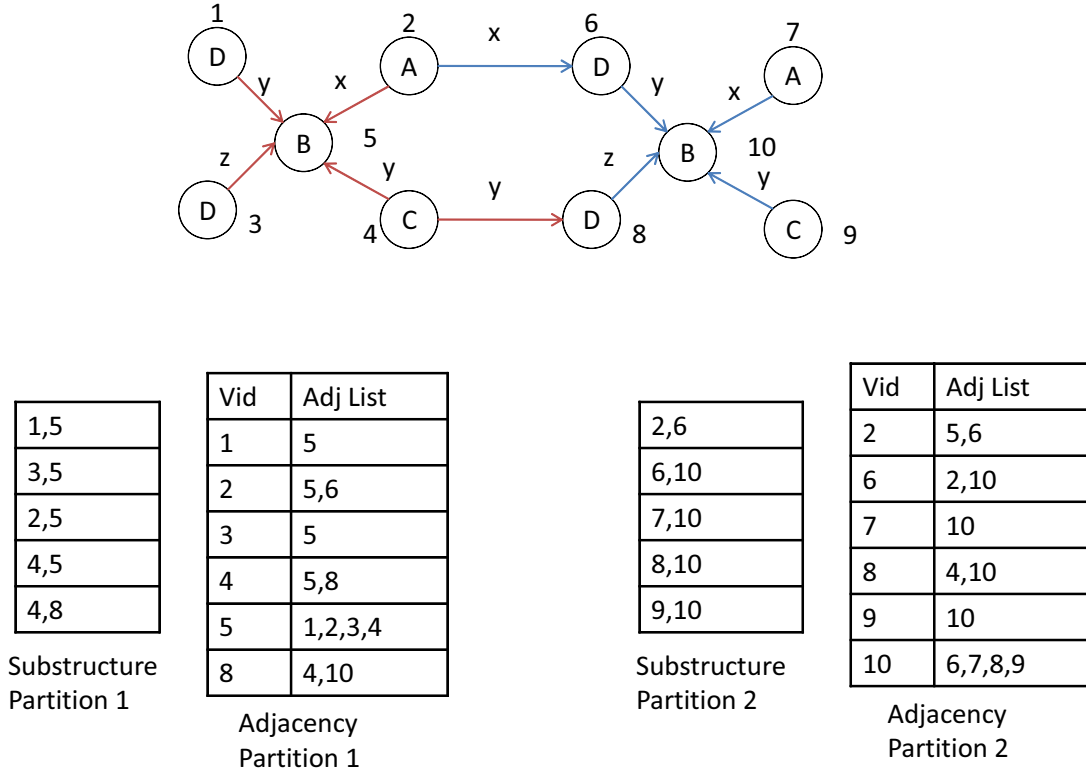 1
2
x
6
7
D
A
D
A
y
x
y
x
B
5
B
10
z
y
z
y
D
3
C
4
y
D
8
C
9
1,5
3,5
2,5
4,5
4,8
Substructure
Partition 1
Vid Adj List
1 5
2 5,6
3 5
4 5,8
5 1,2,3,4
8 4,10
Adjacency
Partition 1
2,6
6,10
7,10
8,10
9,10
Substructure
Partition 2
Vid Adj List
2 5,6
6 2,10
7 10
8 4,10
9 10
10 6,7,8,9
Adjacency
Partition 2